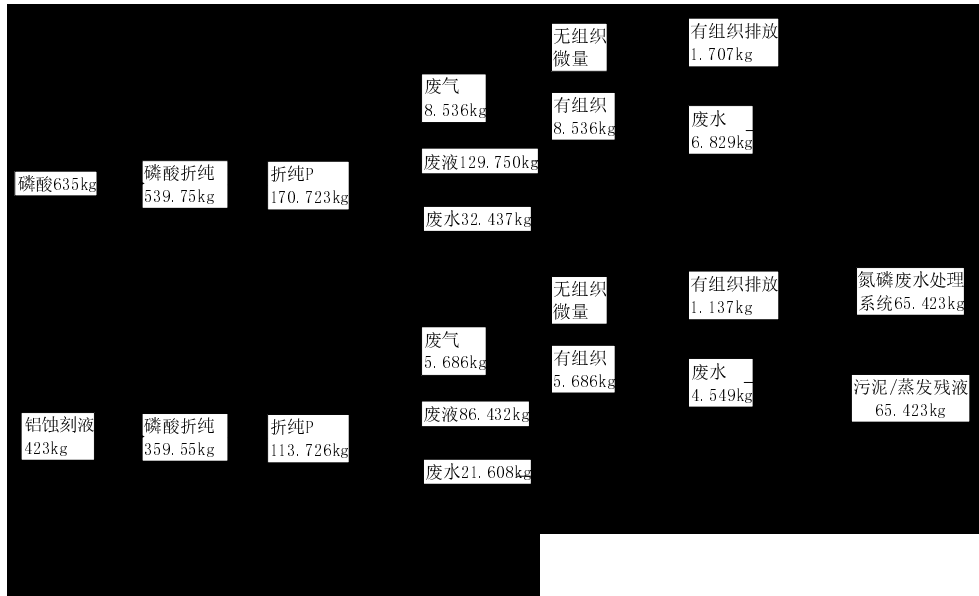 无组织
微量
有组织排放
1.707kg
废气
8.536kg
有组织
8.536kg
废水
6.829kg
废液129.750kg
磷酸635kg
磷酸折纯
539.75kg
折纯P
170.723kg
废水32.437kg
无组织
微量
有组织排放
1.137kg
氮磷废水处理
系统65.423kg
废气
5.686kg
有组织
5.686kg
废水
4.549kg
污泥/蒸发残液
65.423kg
废液86.432kg
铝蚀刻液
423kg
磷酸折纯
359.55kg
折纯P
113.726kg
废水21.608kg